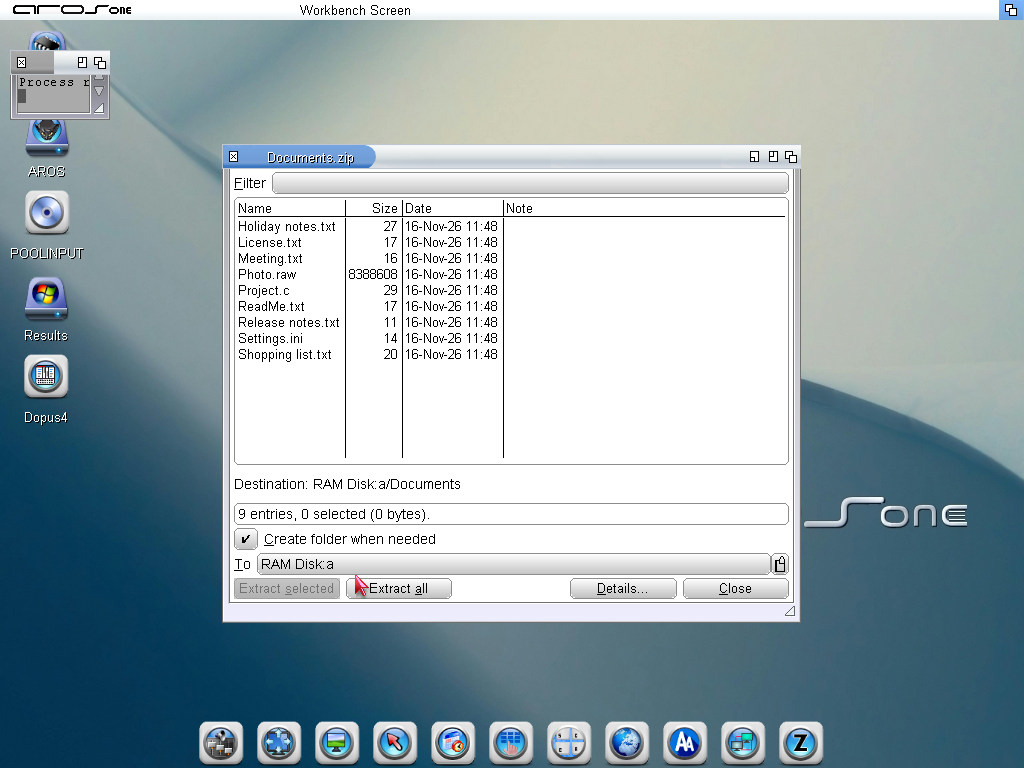 AROS ONE
Workbench Screen
Process r
AROS
POOLINPUT
Results
Dopus4
Documents.zip
Filter
Name Size Date Note
Holiday notes.txt 27 16-Nov-26 11:48
License.txt 17 16-Nov-26 11:48
Meeting.txt 16 16-Nov-26 11:48
Photo.raw 8388608 16-Nov-26 11:48
Project.c 29 16-Nov-26 11:48
ReadMe.txt 17 16-Nov-26 11:48
Release notes.txt 11 16-Nov-26 11:48
Settings.ini 14 16-Nov-26 11:48
Shopping list.txt 20 16-Nov-26 11:48
Destination: RAM Disk:a/Documents
9 entries, 0 selected (0 bytes).
Create folder when needed
To RAM Disk:a
Extract selected Extract all Details... Close
one
AA
Z